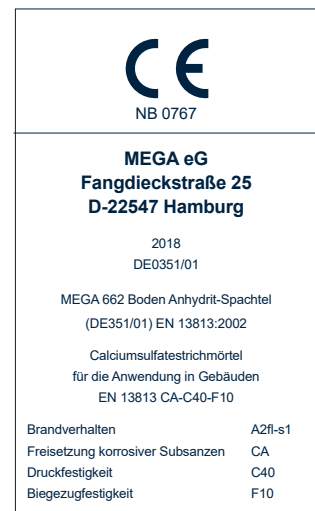 CE
NB 0767
MEGA eG
Fangdieckstraße 25
D-22547 Hamburg
2018
DE0351/01
MEGA 662 Boden Anhydrit-Spachtel
(DE351/01) EN 13813:2002
Calciumsulfatestrichmörtel
für die Anwendung in Gebäuden
EN 13813 CA-C40-F10
Brandverhalten A2fl-s1
Freisetzung korrosiver Subsanzen CA
Druckfestigkeit C40
Biegezugfestigkeit F10